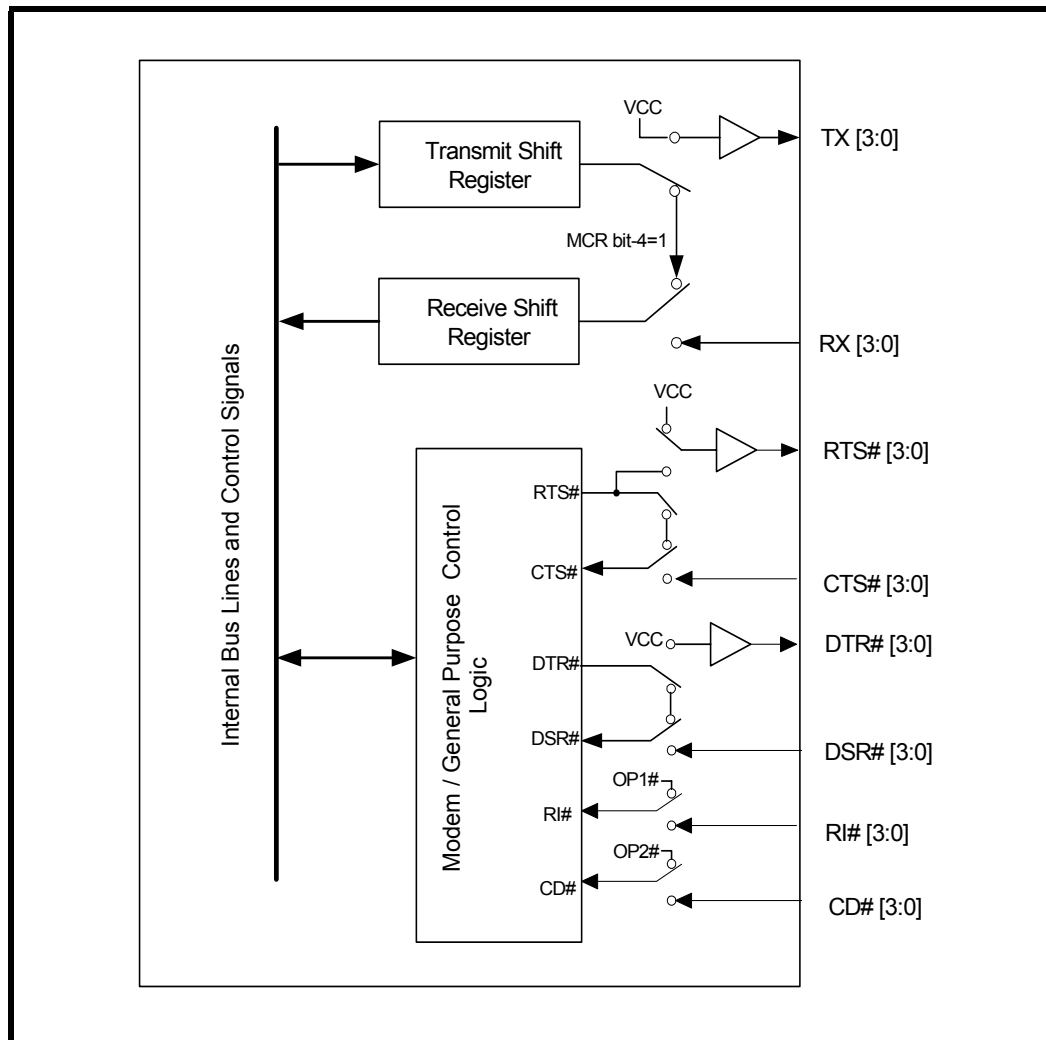 VCC
TX [3:0]
Transmit Shift
Register
MCR bit-4=1
Receive Shift
Register
RX [3:0]
Internal Bus Lines and Control Signals
VCC
RTS# [3:0]
Modem / General Purpose Control
Logic
RTS#
CTS#
CTS# [3:0]
VCC
DTR# [3:0]
DTR#
DSR#
DSR# [3:0]
OP1#
RI#
RI# [3:0]
OP2#
CD#
CD# [3:0]